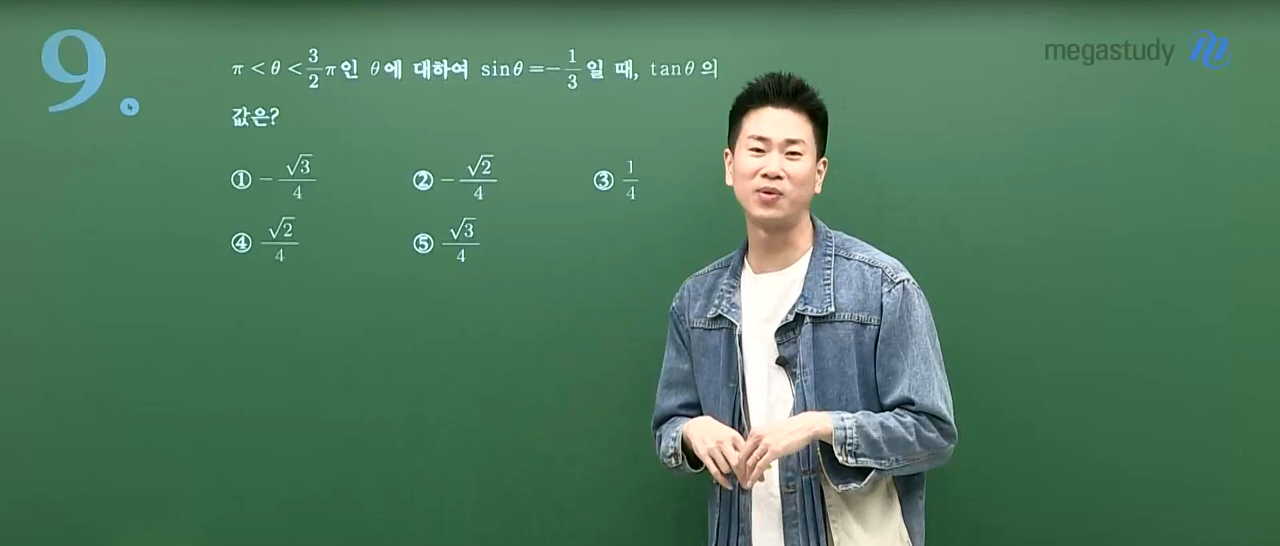 9.
megastudy
π < θ < 3/2 π인 θ에 대하여 sinθ = -1/3 일 때, tanθ의
값은?
① -√3/4 ② -√2/4 ③ 1/4
④ √2/4 ⑤ √3/4